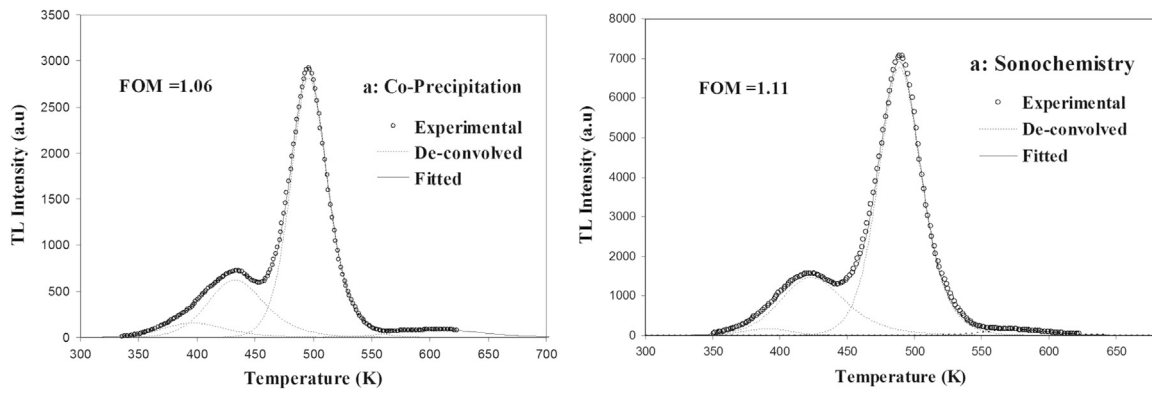 3500
3000
2500
2000
1500
1000
500
0
TL Intensity (a.u)
FOM =1.06
a: Co-Precipitation
Experimental
De-convolved
Fitted
300 350 400 450 500 550 600 650 700
Temperature (K)
8000
7000
6000
5000
4000
3000
2000
1000
0
TL Intensity (a.u)
FOM =1.11
a: Sonochemistry
Experimental
De-convolved
Fitted
300 350 400 450 500 550 600 650
Temperature (K)